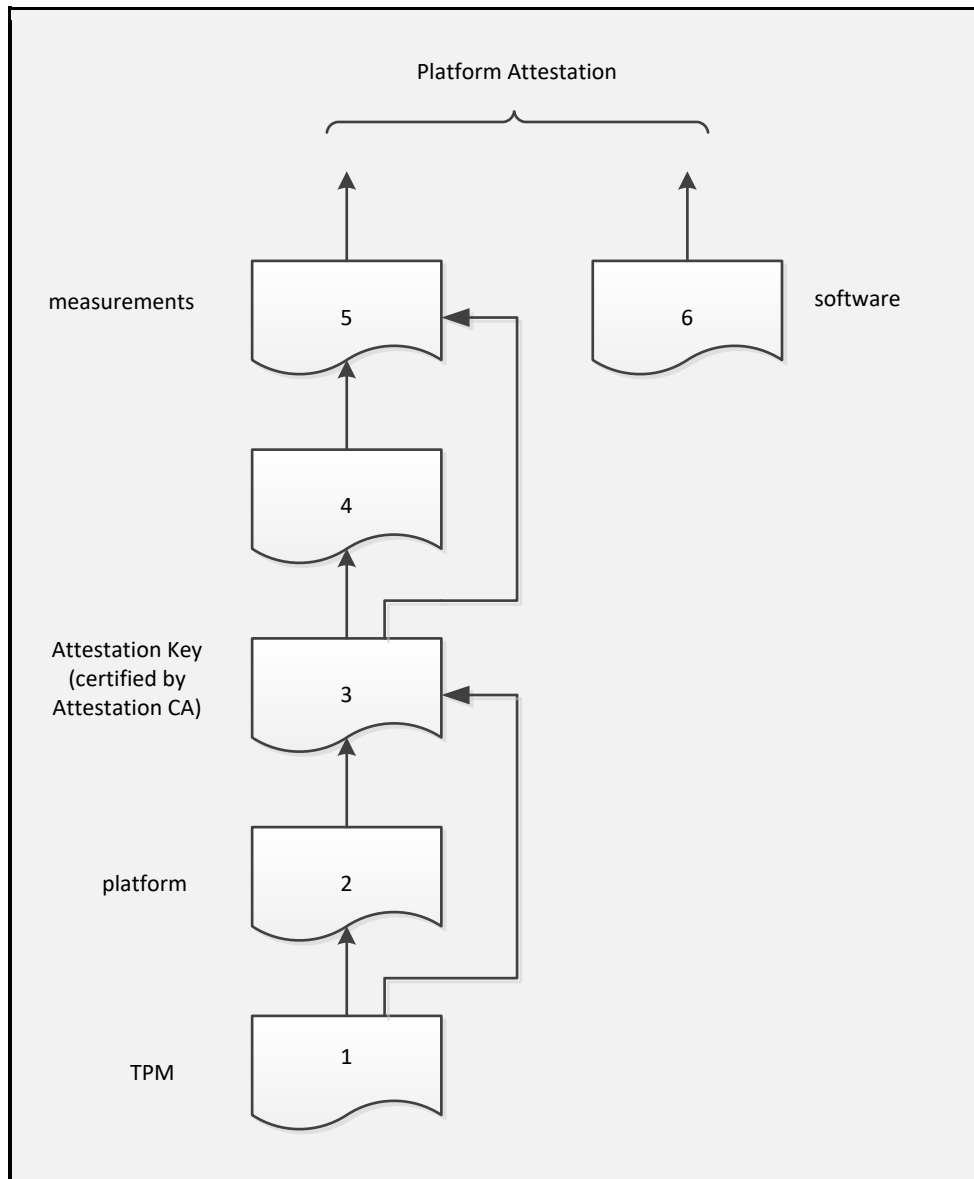 Platform Attestation
measurements
5
6
software
4
Attestation Key
(certified by
Attestation CA)
3
platform
2
1
TPM